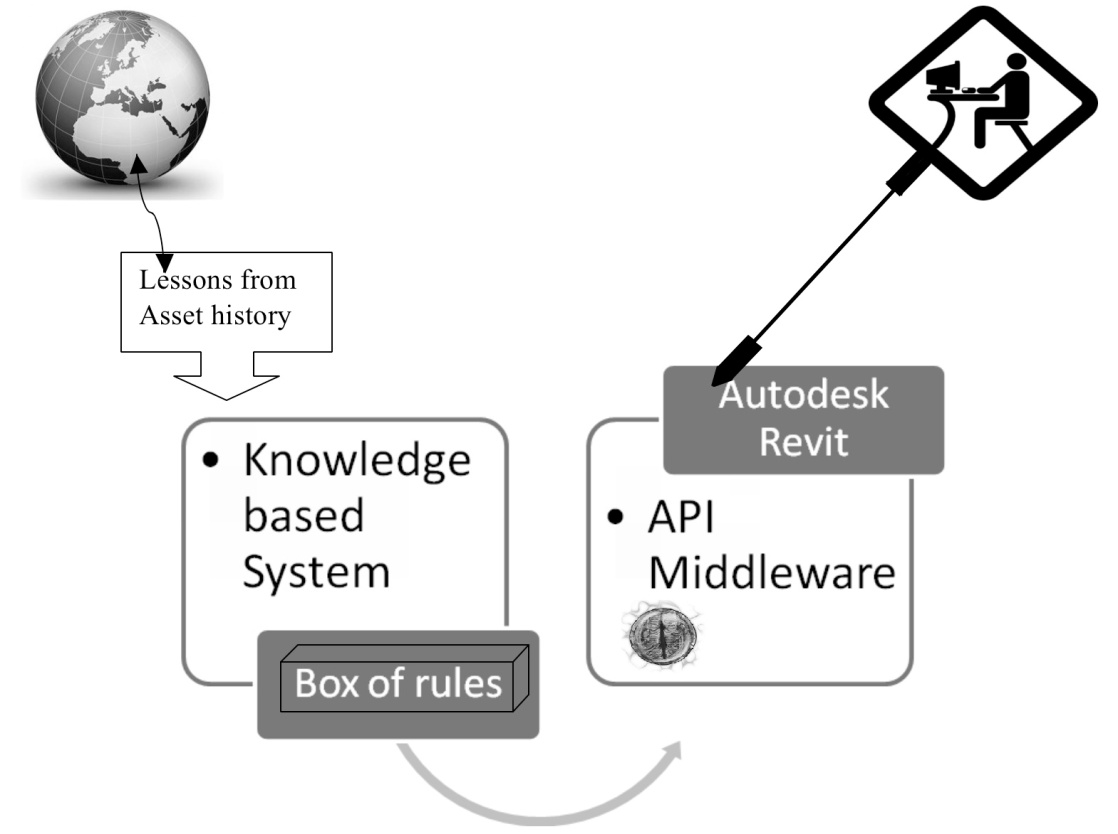 Lessons from
Asset history
• Knowledge
based
System
Box of rules
Autodesk
Revit
• API
Middleware